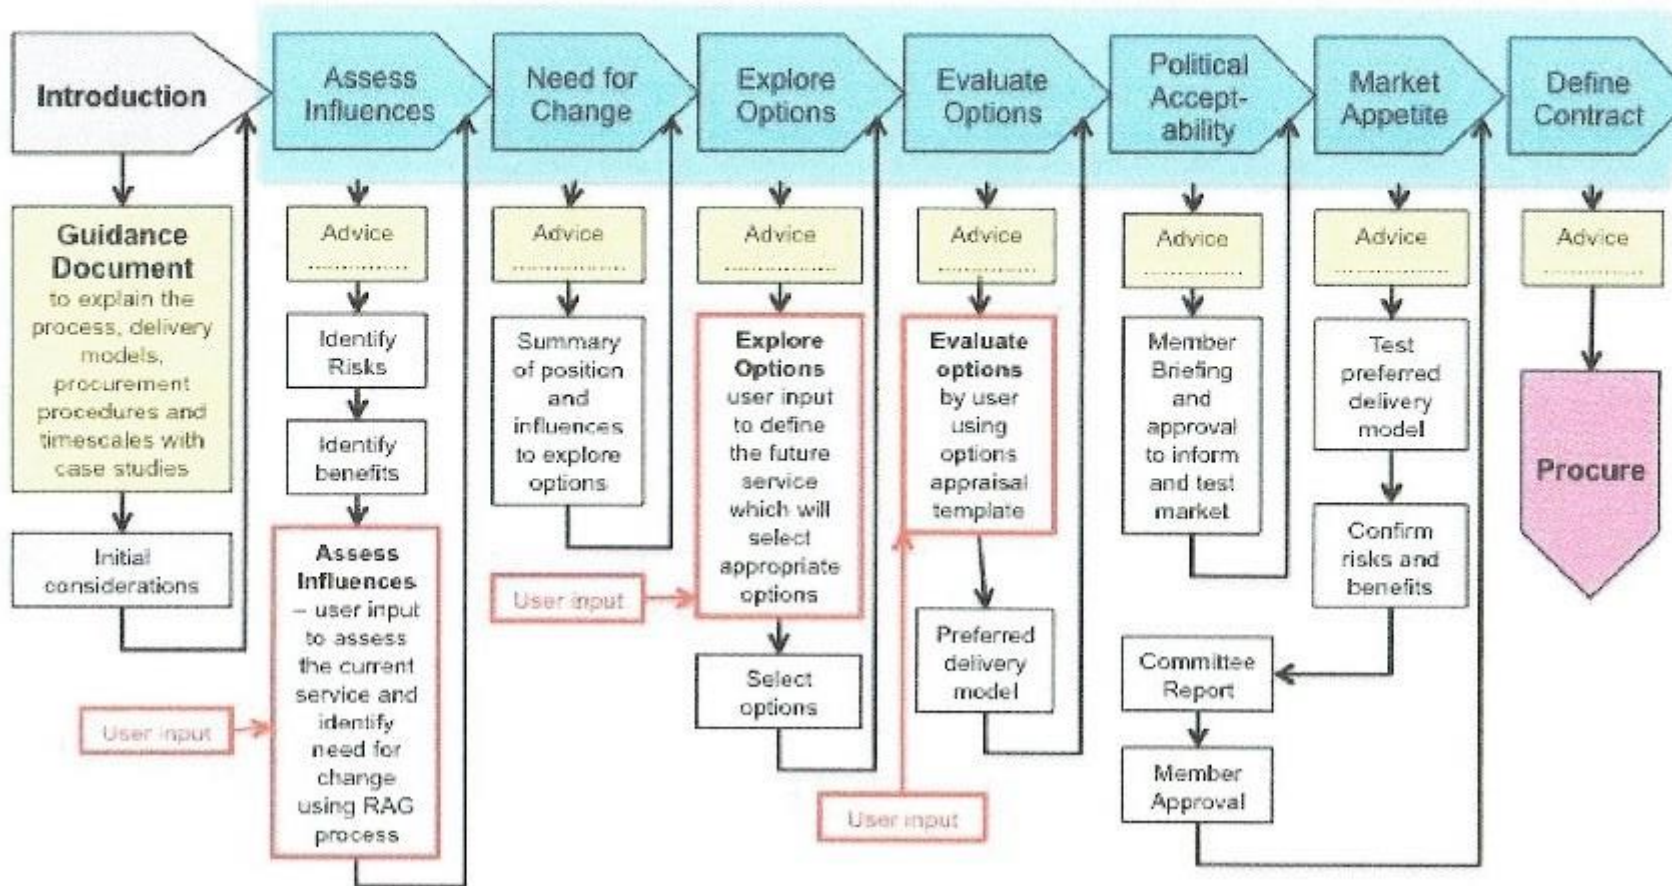 Introduction
Assess
Influences
Need for
Change
Explore
Options
Evaluate
Options
Political
Accept-
ability
Market
Appetite
Define
Contract
Guidance
Document
to explain the
process, delivery
models,
procurement
procedures and
timescales with
case studies
Initial
considerations
Advice
..................
Identify
Risks
Identify
benefits
Assess
Influences
– user input
to assess
the current
service and
identify
need for
change
using RAG
process
User input
Advice
..................
Summary
of position
and
influences
to explore
options
Advice
..................
Explore
Options
user input
to define
the future
service
which will
select
appropriate
options
User input
Select
options
Advice
..................
Evaluate
options
by user
using
options
appraisal
template
Preferred
delivery
model
User input
Advice
..................
Member
Briefing
and
approval
to inform
and test
market
Advice
..................
Test
preferred
delivery
model
Confirm
risks and
benefits
Committee
Report
Member
Approval
Advice
..................
Procure